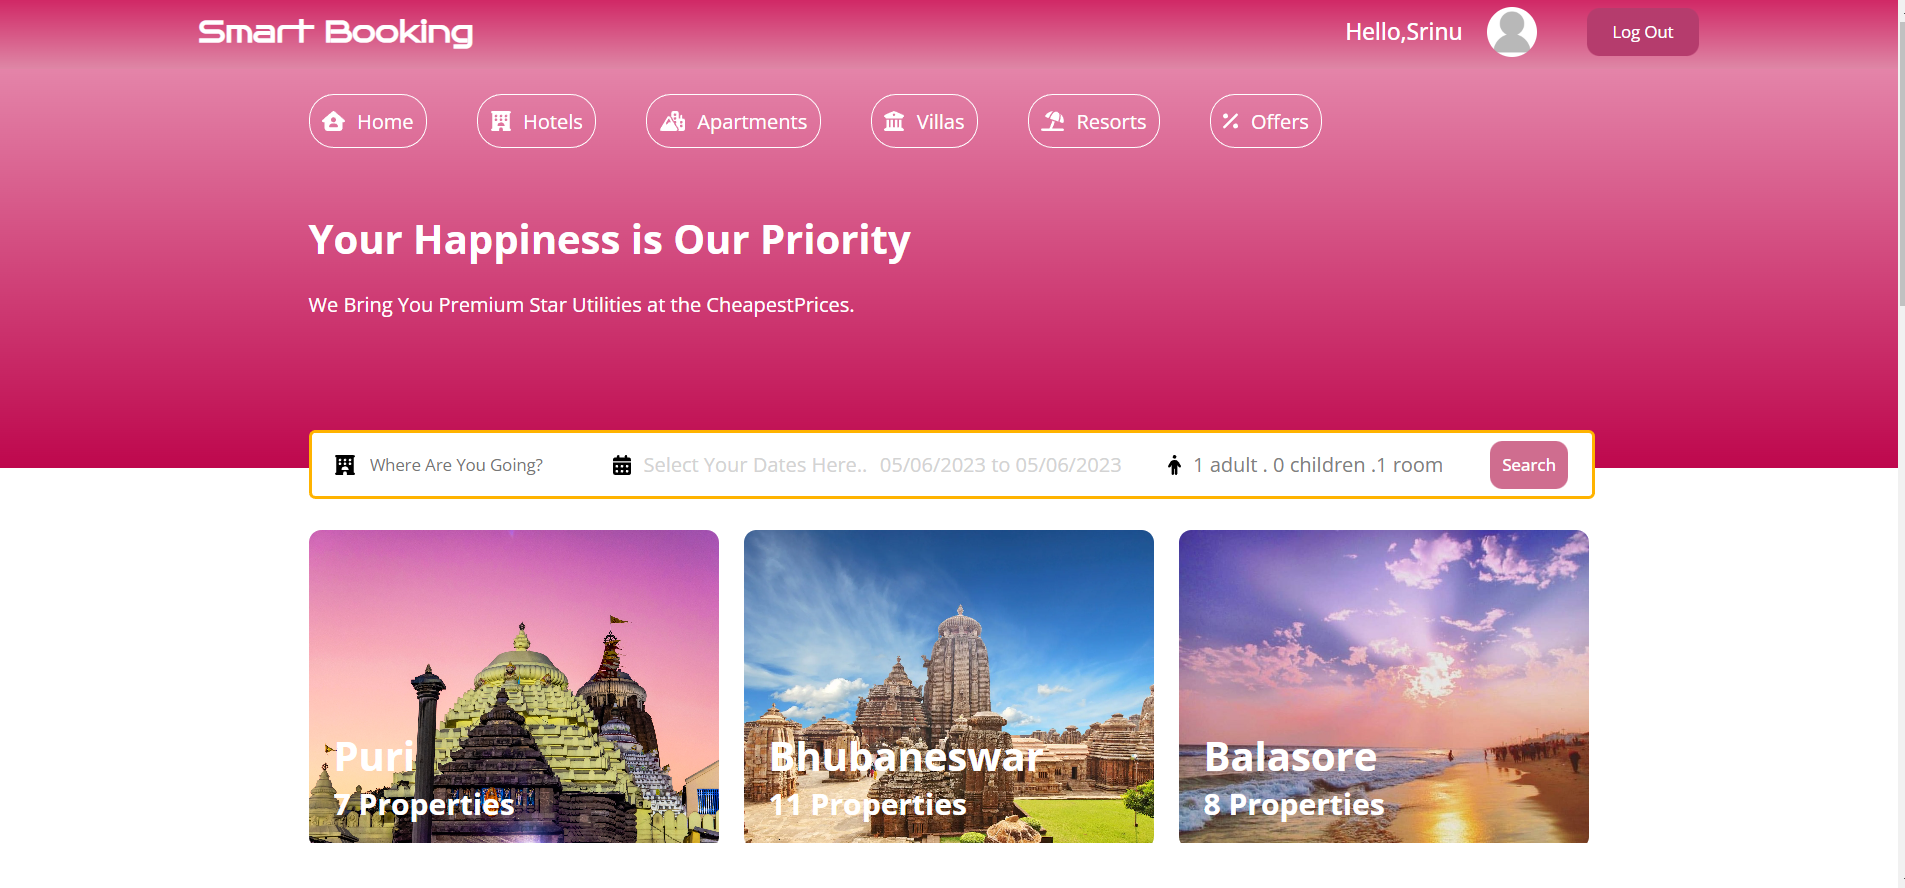 Smart Booking
Hello,Srinu
Log Out
Home
Hotels
Apartments
Villas
Resorts
Offers
Your Happiness is Our Priority
We Bring You Premium Star Utilities at the CheapestPrices.
Where Are You Going?
Select Your Dates Here.. 05/06/2023 to 05/06/2023
1 adult . 0 children .1 room
Search
Puri
7 Properties
Bhubaneswar
11 Properties
Balasore
8 Properties